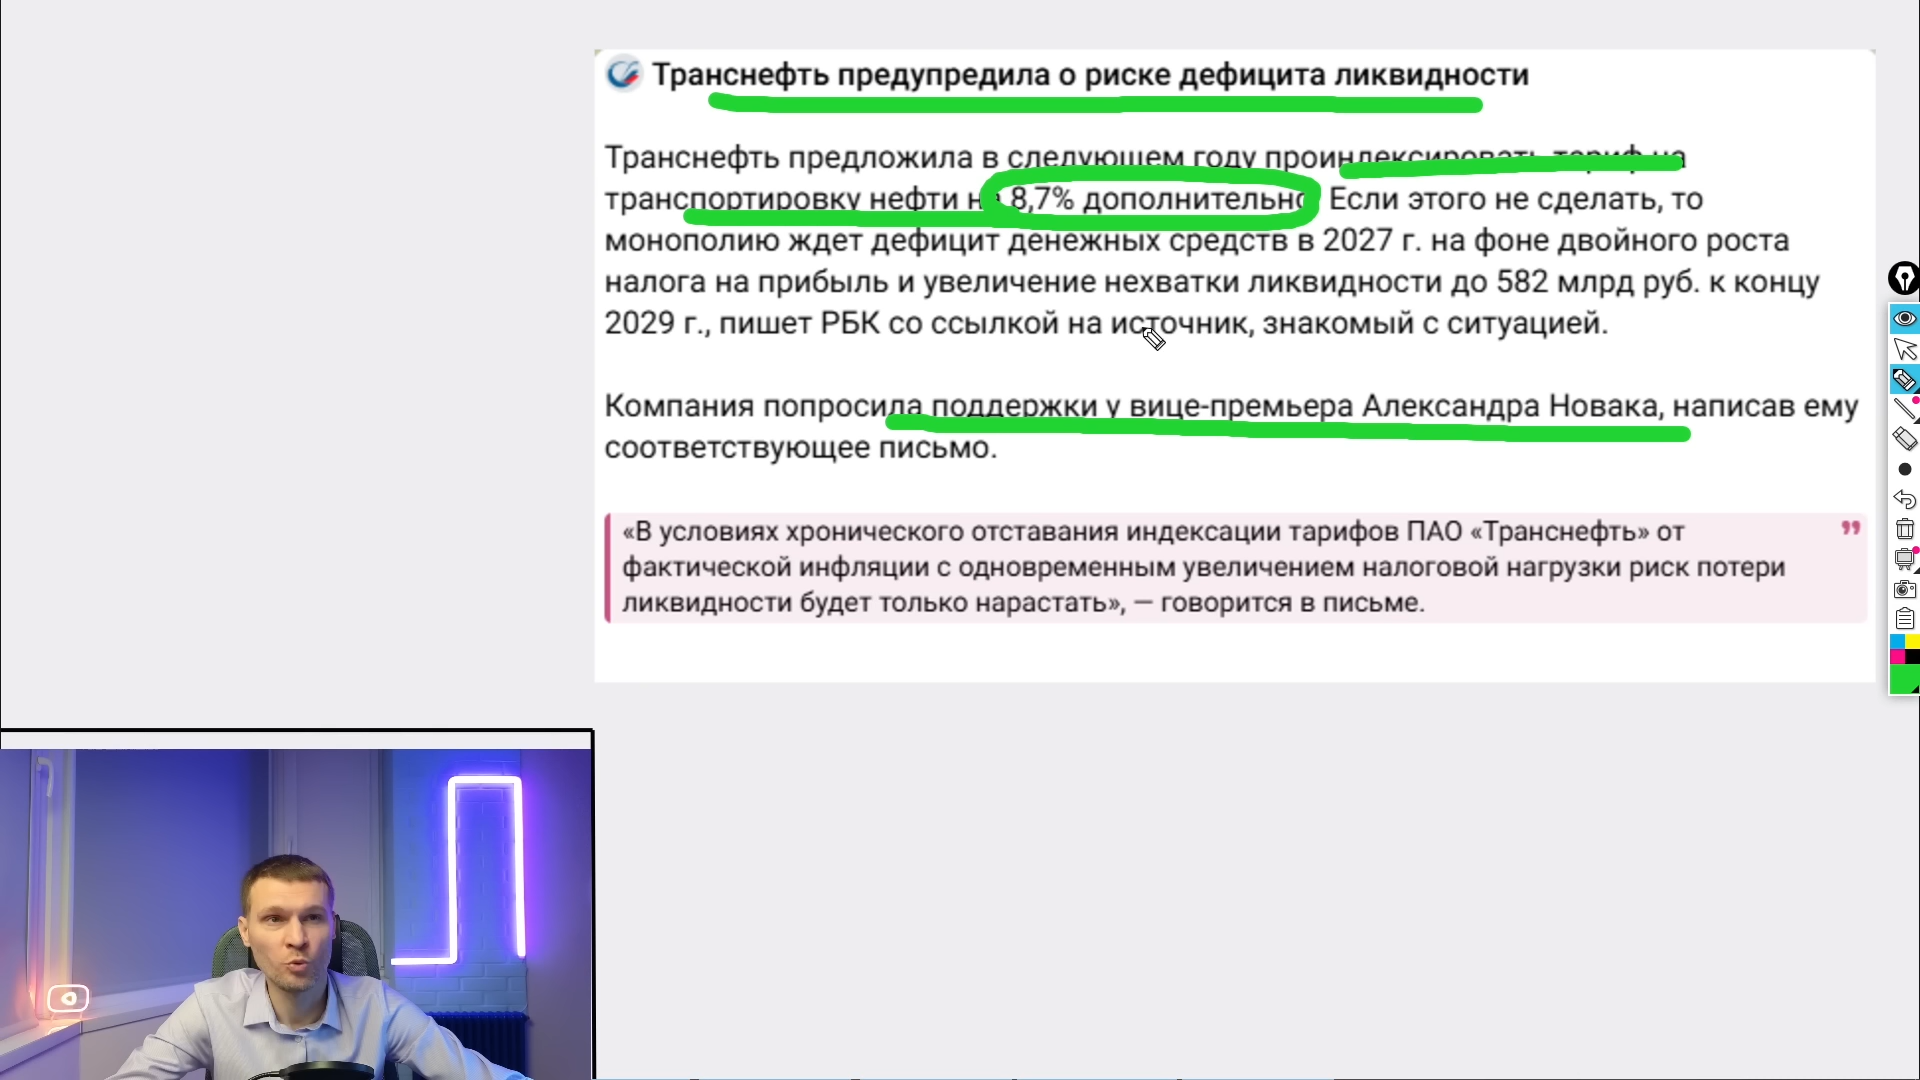 Транснефть предупредила о риске дефицита ликвидности
Транснефть предложила в следующем году проиндексировать тариф на
транспортировку нефти на 8,7% дополнительно. Если этого не сделать, то
монополию ждет дефицит денежных средств в 2027 г. на фоне двойного роста
налога на прибыль и увеличение нехватки ликвидности до 582 млрд руб. к концу
2029 г., пишет РБК со ссылкой на источник, знакомый с ситуацией.
Компания попросила поддержки у вице-премьера Александра Новака, написав ему
соответствующее письмо.
«В условиях хронического отставания индексации тарифов ПАО «Транснефть» от
фактической инфляции с одновременным увеличением налоговой нагрузки риск потери
ликвидности будет только нарастать», — говорится в письме.